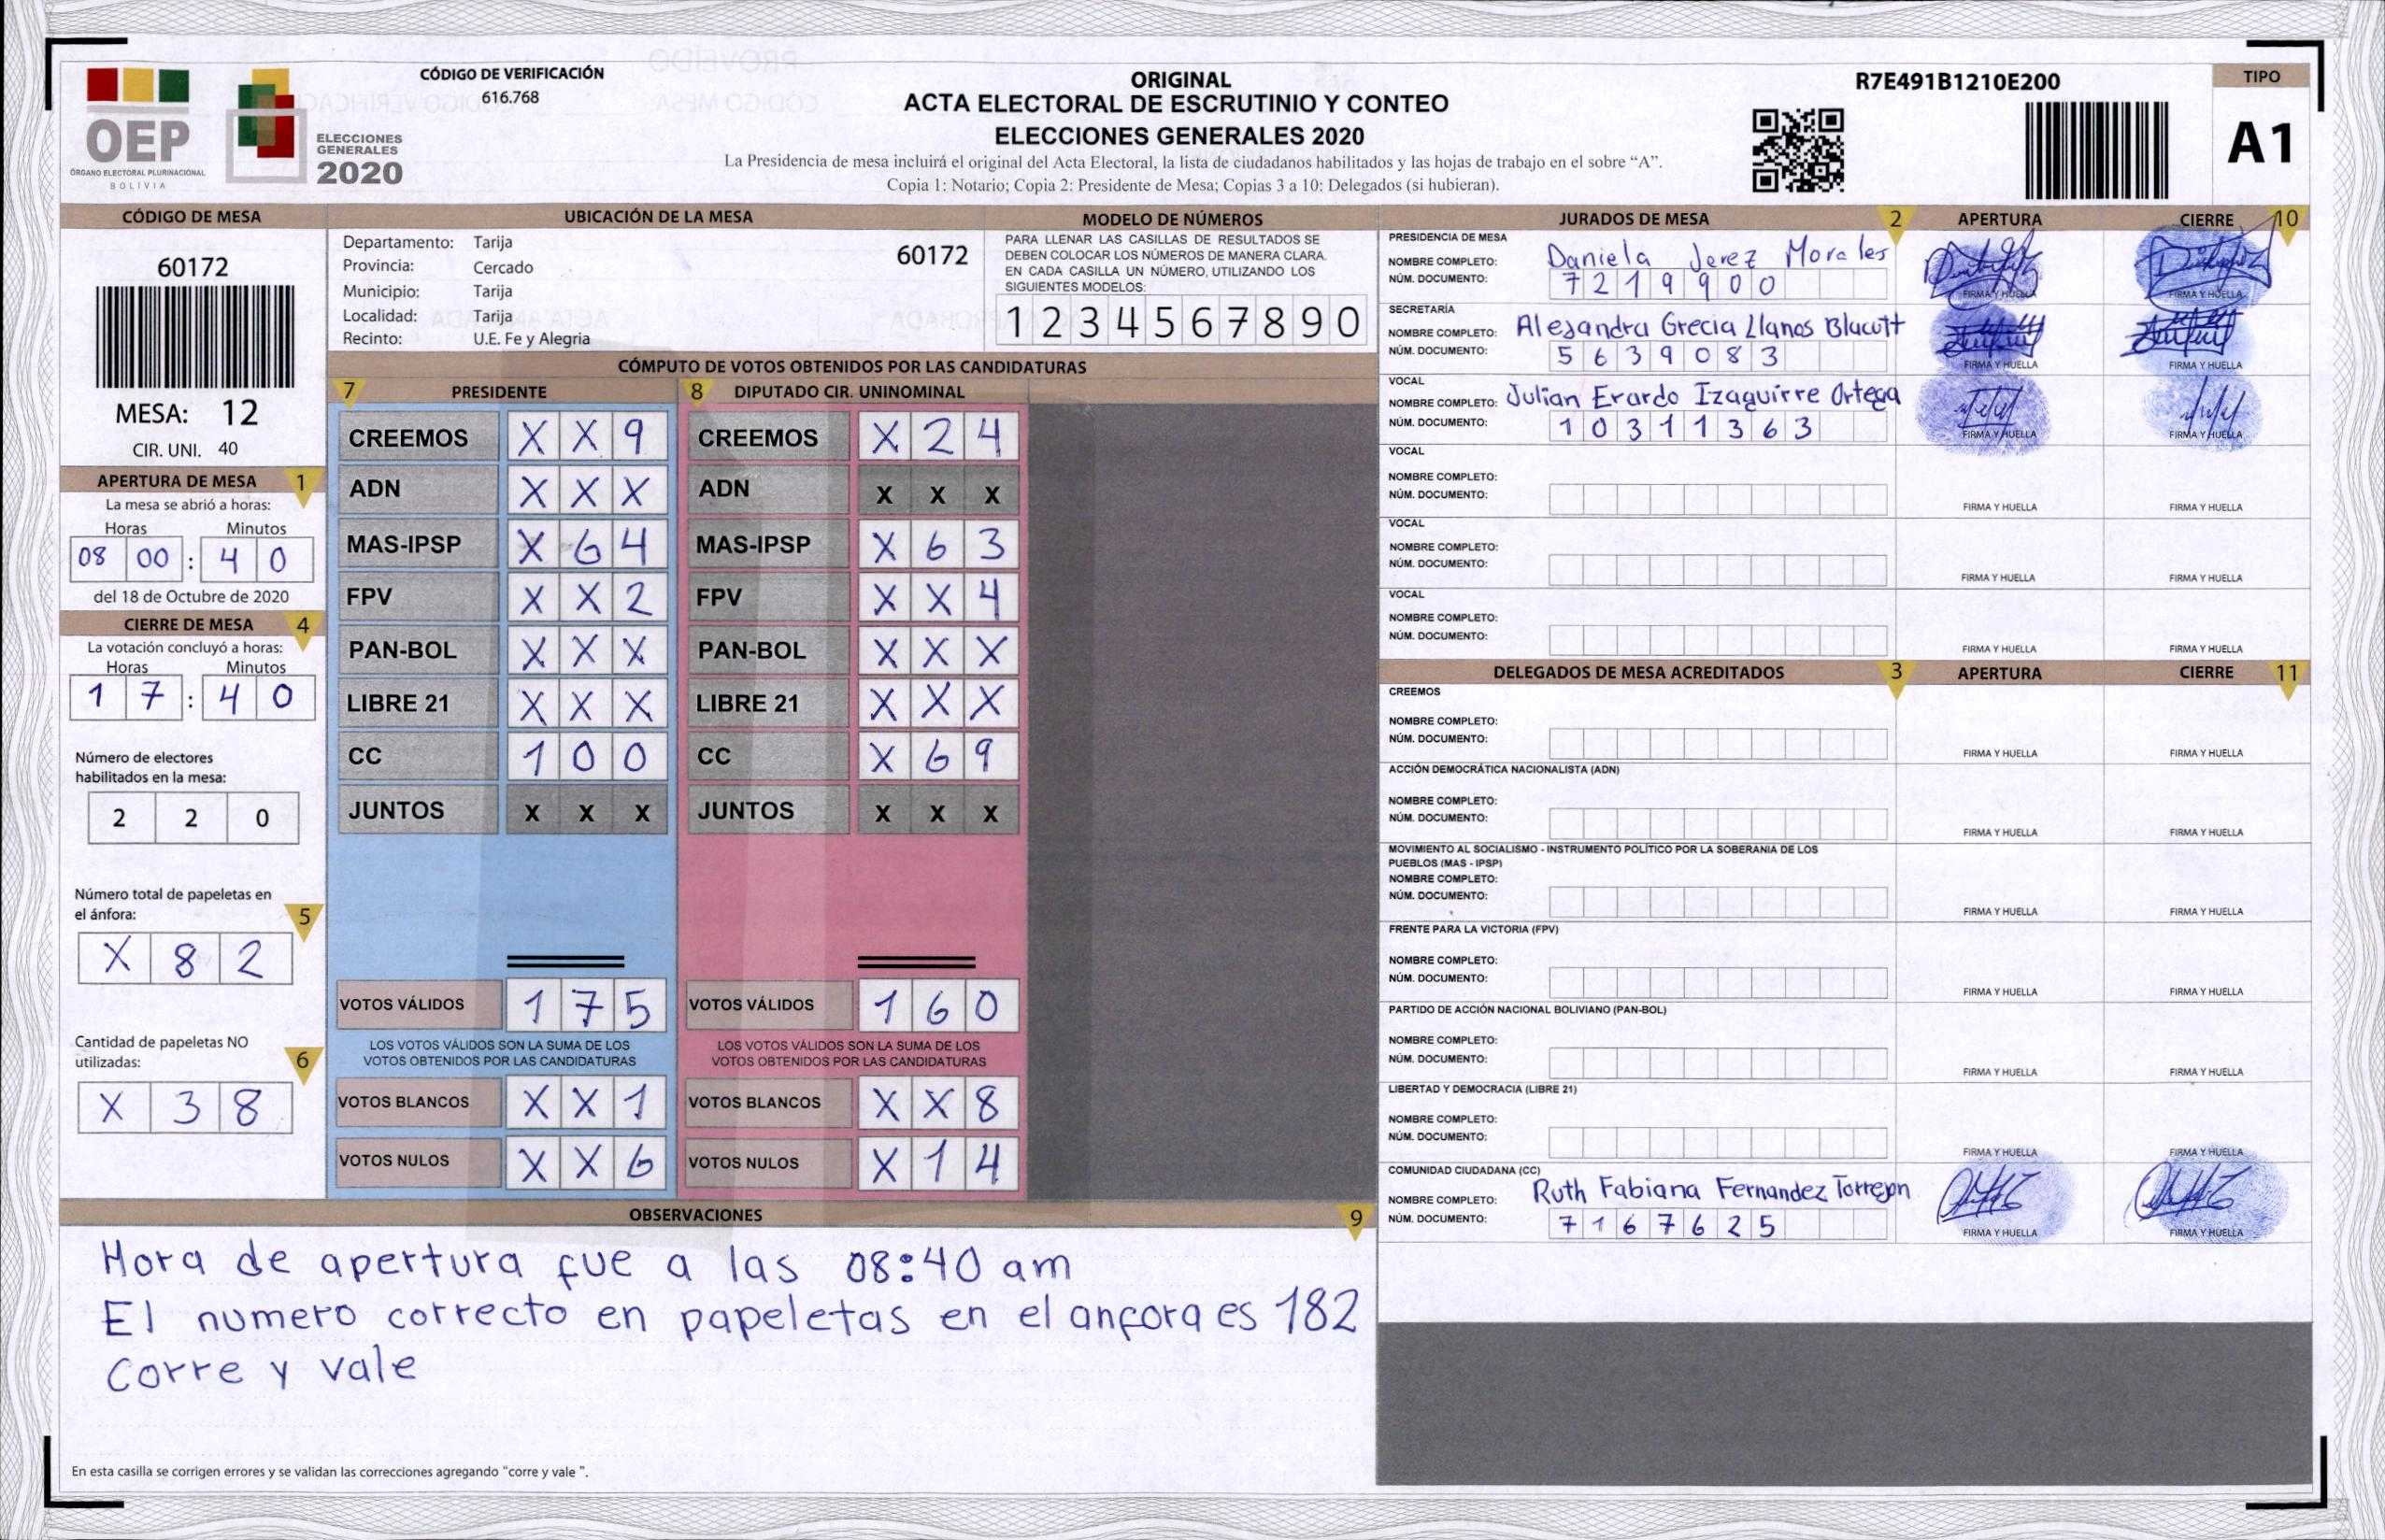 CÓDIGO DE VERIFICACIÓN
616.768
OEP
ÓRGANO ELECTORAL PLURINACIONAL
BOLIVIA
ELECCIONES
GENERALES
2020
ORIGINAL
ACTA ELECTORAL DE ESCRUTINIO Y CONTEO
ELECCIONES GENERALES 2020
La Presidencia de mesa incluirá el original del Acta Electoral, la lista de ciudadanos habilitados y las hojas de trabajo en el sobre “A”.
Copia 1: Notario; Copia 2: Presidente de Mesa; Copias 3 a 10: Delegados (si hubieran).
R7E491B1210E200
TIPO
A1
CÓDIGO DE MESA
60172
MESA: 12
CIR. UNI. 40
APERTURA DE MESA 1
La mesa se abrió a horas:
Horas Minutos
08 00 : 4 0
del 18 de Octubre de 2020
CIERRE DE MESA 4
La votación concluyó a horas:
Horas Minutos
1 7 : 4 0
Número de electores
habilitados en la mesa:
2 2 0
Número total de papeletas en
el ánfora: 5
X 8 2
Cantidad de papeletas NO
utilizadas: 6
X 3 8
UBICACIÓN DE LA MESA
Departamento: Tarija
Provincia: Cercado
Municipio: Tarija
Localidad: Tarija
Recinto: U.E. Fe y Alegria
60172
MODELO DE NÚMEROS
PARA LLENAR LAS CASILLAS DE RESULTADOS SE
DEBEN COLOCAR LOS NÚMEROS DE MANERA CLARA.
EN CADA CASILLA UN NÚMERO, UTILIZANDO LOS
SIGUIENTES MODELOS:
1 2 3 4 5 6 7 8 9 0
CÓMPUTO DE VOTOS OBTENIDOS POR LAS CANDIDATURAS
7 PRESIDENTE
CREEMOS X X 9
ADN X X X
MAS-IPSP X 6 4
FPV X X 2
PAN-BOL X X X
LIBRE 21 X X X
CC 1 0 0
JUNTOS X X X
VOTOS VÁLIDOS 1 7 5
LOS VOTOS VÁLIDOS SON LA SUMA DE LOS
VOTOS OBTENIDOS POR LAS CANDIDATURAS
VOTOS BLANCOS X X 1
VOTOS NULOS X X 6
8 DIPUTADO CIR. UNINOMINAL
CREEMOS X 2 4
ADN X X X
MAS-IPSP X 6 3
FPV X X 4
PAN-BOL X X X
LIBRE 21 X X X
CC X 6 9
JUNTOS X X X
VOTOS VÁLIDOS 1 6 0
LOS VOTOS VÁLIDOS SON LA SUMA DE LOS
VOTOS OBTENIDOS POR LAS CANDIDATURAS
VOTOS BLANCOS X X 8
VOTOS NULOS X 1 4
OBSERVACIONES 9
Hora de apertura fue a las 08:40 am
El numero correcto en papeletas en el anfora es 182
Corre y vale
En esta casilla se corrigen errores y se validan las correcciones agregando “corre y vale ”.
JURADOS DE MESA 2 APERTURA CIERRE 10
PRESIDENCIA DE MESA
NOMBRE COMPLETO: Daniela Jerez Morales
NÚM. DOCUMENTO: 7 2 1 9 9 0 0
FIRMA Y HUELLA FIRMA Y HUELLA
SECRETARÍA
NOMBRE COMPLETO: Alejandra Grecia Llanos Blacutt
NÚM. DOCUMENTO: 5 6 3 9 0 8 3
FIRMA Y HUELLA FIRMA Y HUELLA
VOCAL
NOMBRE COMPLETO: Julian Erardo Izaguirre Ortega
NÚM. DOCUMENTO: 1 0 3 1 1 3 6 3
FIRMA Y HUELLA FIRMA Y HUELLA
VOCAL
NOMBRE COMPLETO:
NÚM. DOCUMENTO:
FIRMA Y HUELLA FIRMA Y HUELLA
VOCAL
NOMBRE COMPLETO:
NÚM. DOCUMENTO:
FIRMA Y HUELLA FIRMA Y HUELLA
VOCAL
NOMBRE COMPLETO:
NÚM. DOCUMENTO:
FIRMA Y HUELLA FIRMA Y HUELLA
DELEGADOS DE MESA ACREDITADOS 3 APERTURA CIERRE 11
CREEMOS
NOMBRE COMPLETO:
NÚM. DOCUMENTO:
FIRMA Y HUELLA FIRMA Y HUELLA
ACCIÓN DEMOCRÁTICA NACIONALISTA (ADN)
NOMBRE COMPLETO:
NÚM. DOCUMENTO:
FIRMA Y HUELLA FIRMA Y HUELLA
MOVIMIENTO AL SOCIALISMO - INSTRUMENTO POLÍTICO POR LA SOBERANIA DE LOS
PUEBLOS (MAS - IPSP)
NOMBRE COMPLETO:
NÚM. DOCUMENTO:
FIRMA Y HUELLA FIRMA Y HUELLA
FRENTE PARA LA VICTORIA (FPV)
NOMBRE COMPLETO:
NÚM. DOCUMENTO:
FIRMA Y HUELLA FIRMA Y HUELLA
PARTIDO DE ACCIÓN NACIONAL BOLIVIANO (PAN-BOL)
NOMBRE COMPLETO:
NÚM. DOCUMENTO:
FIRMA Y HUELLA FIRMA Y HUELLA
LIBERTAD Y DEMOCRACIA (LIBRE 21)
NOMBRE COMPLETO:
NÚM. DOCUMENTO:
FIRMA Y HUELLA FIRMA Y HUELLA
COMUNIDAD CIUDADANA (CC)
NOMBRE COMPLETO: Ruth Fabiana Fernandez Torrejon
NÚM. DOCUMENTO: 7 1 6 7 6 2 5
FIRMA Y HUELLA FIRMA Y HUELLA